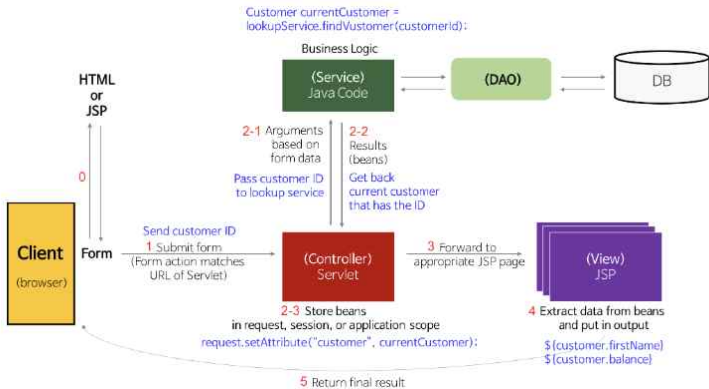 Customer currentCustomer =
lookupService.findVustomer(customerId);
Business Logic
(Service)
Java Code
(DAO)
DB
HTML
or
JSP
0
2-1 Arguments
based on
form data
2-2
Results
(beans)
Pass customer ID
to lookup service
Get back
current customer
that has the ID
Client
(browser)
Form
Send customer ID
1 Submit form
(Form action matches
URL of Servlet)
(Controller)
Servlet
3 Forward to
appropriate JSP page
(View)
JSP
2-3 Store beans
in request, session, or application scope
request.setAttribute("customer", currentCustomer);
4 Extract data from beans
and put in output
${customer.firstName}
${customer.balance}
5 Return final result